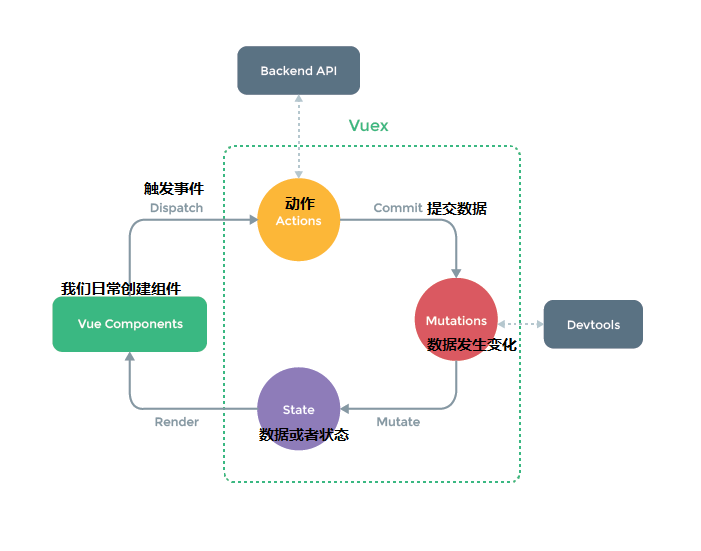 Backend API
Vuex
触发事件
Dispatch
动作
Actions
Commit 提交数据
我们日常创建组件
Vue Components
Mutations
数据发生变化
Devtools
State
数据或者状态
Render
Mutate